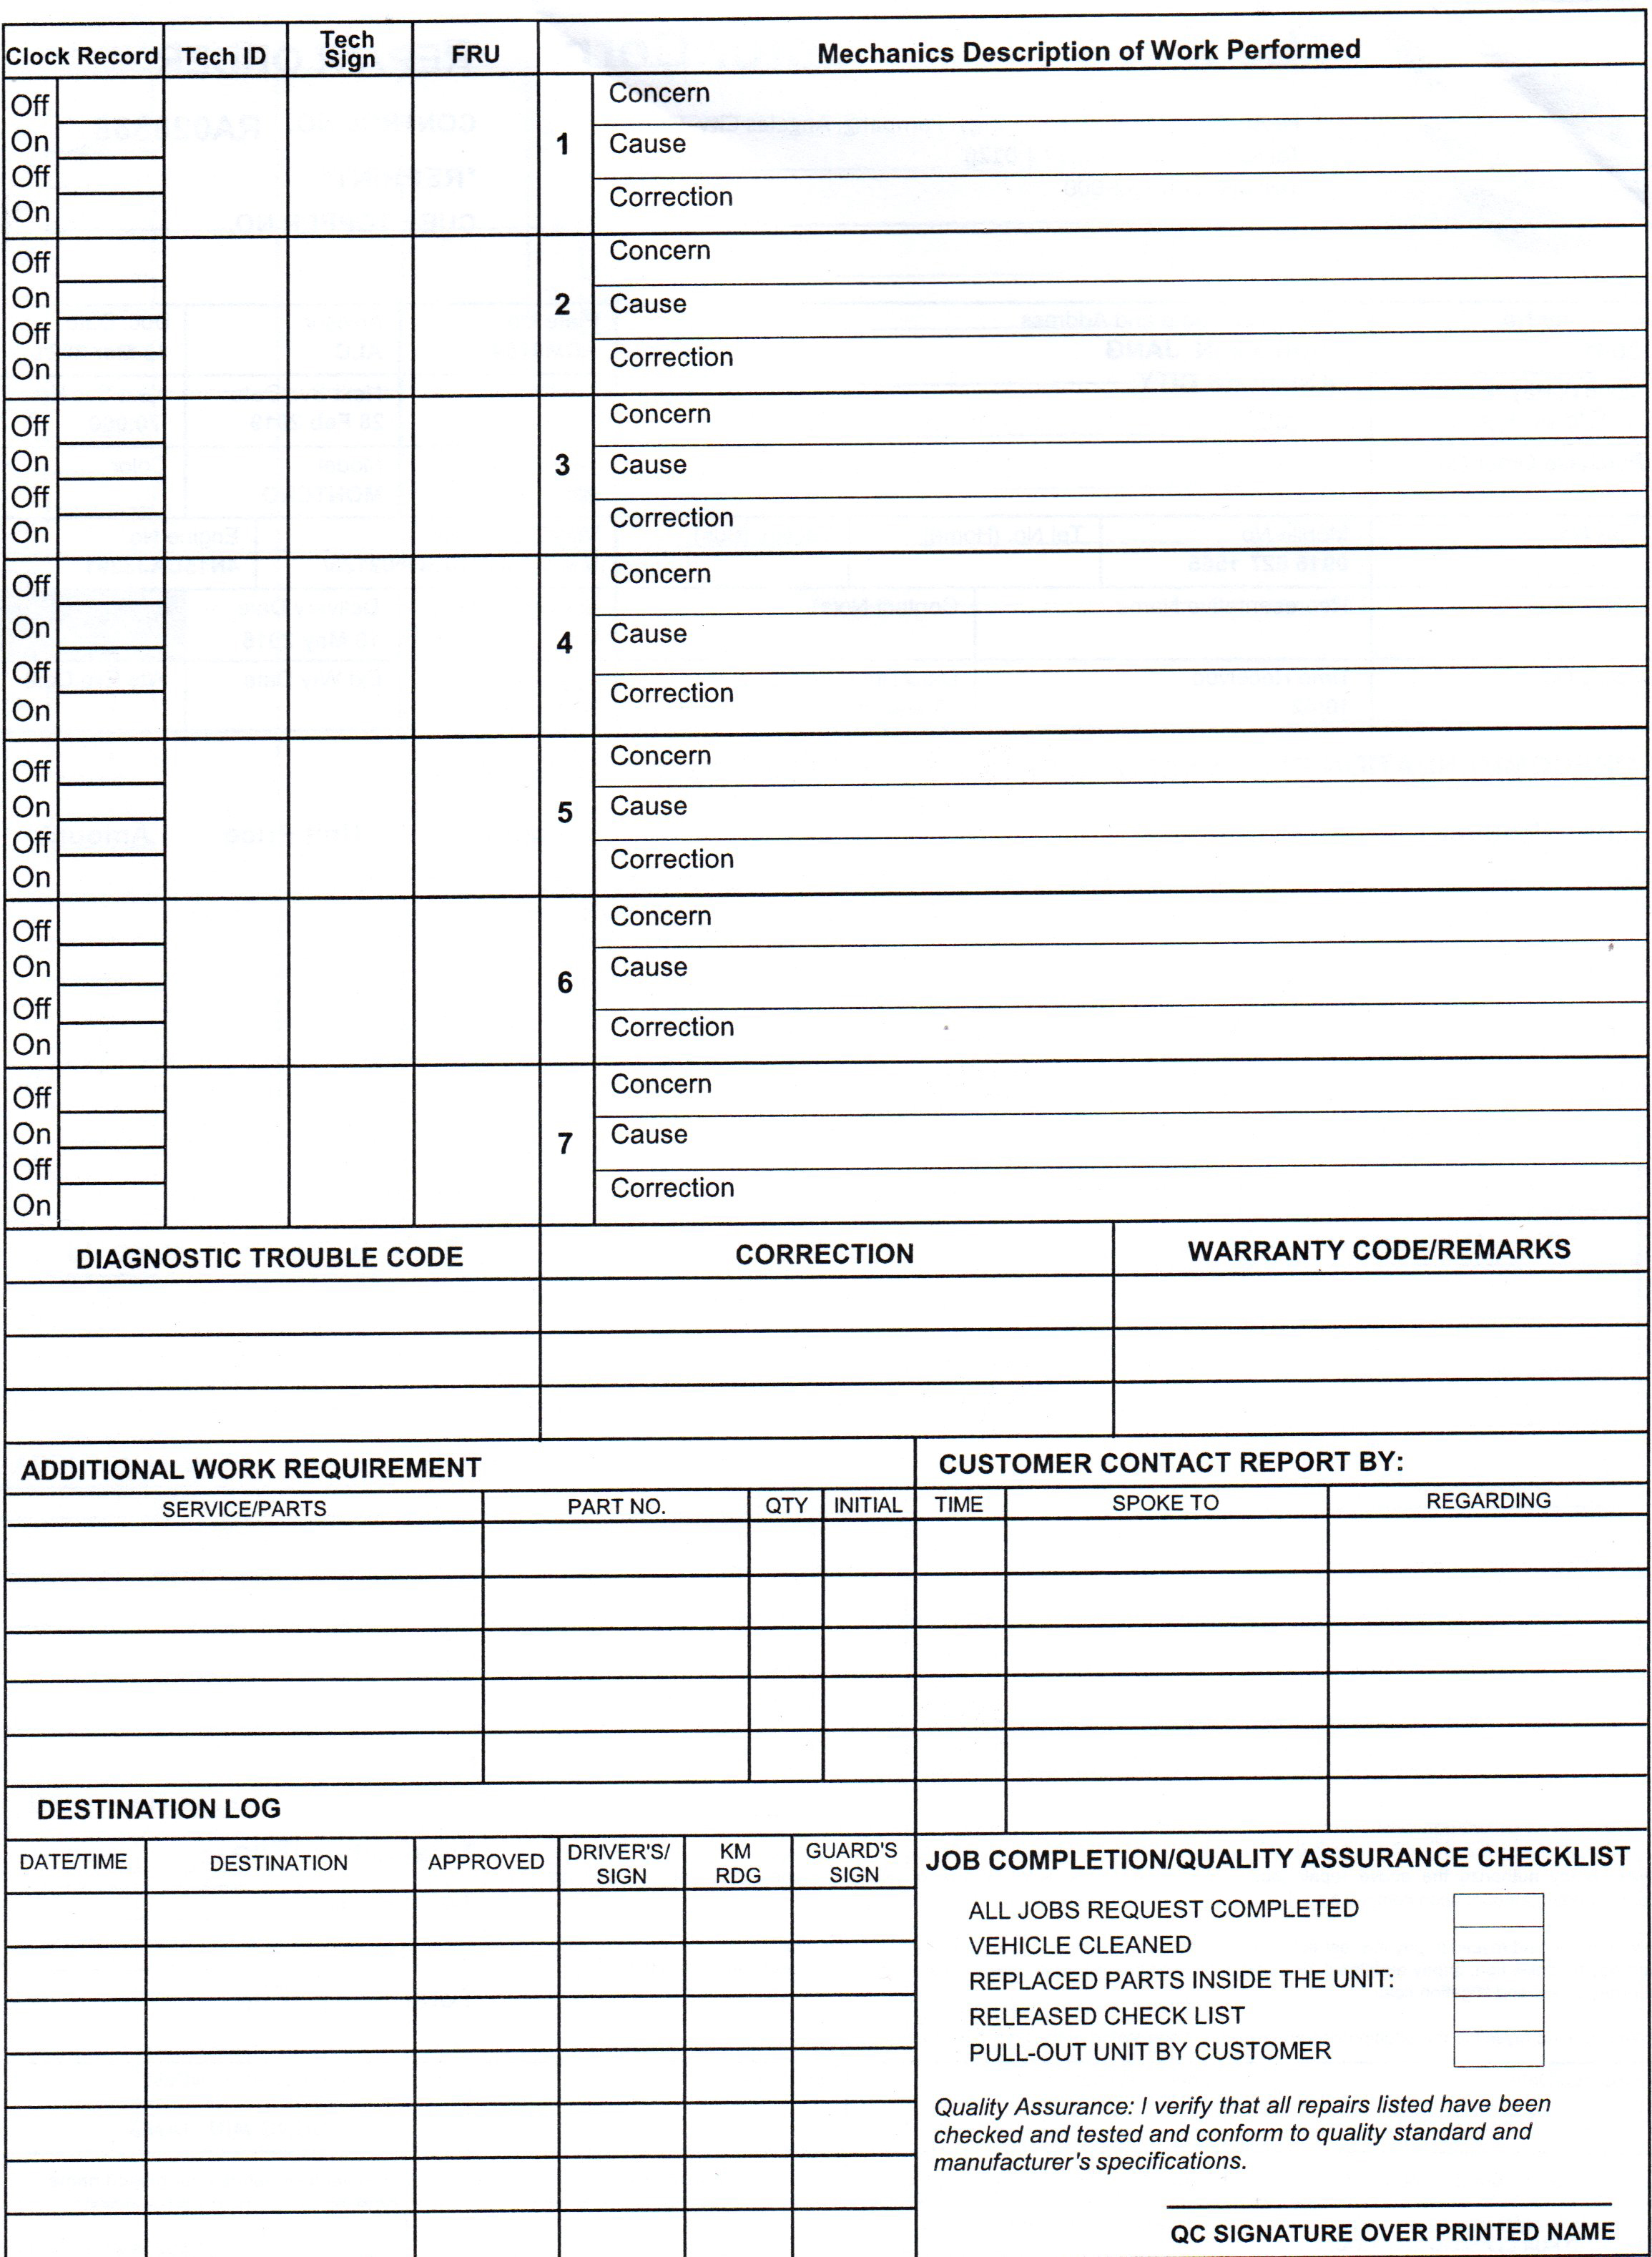 Clock Record Tech ID Tech Sign FRU Mechanics Description of Work Performed
Off
On
Off
On
1
Concern
Cause
Correction
Off
On
Off
On
2
Concern
Cause
Correction
Off
On
Off
On
3
Concern
Cause
Correction
Off
On
Off
On
4
Concern
Cause
Correction
Off
On
Off
On
5
Concern
Cause
Correction
Off
On
Off
On
6
Concern
Cause
Correction
Off
On
Off
On
7
Concern
Cause
Correction
DIAGNOSTIC TROUBLE CODE CORRECTION WARRANTY CODE/REMARKS
ADDITIONAL WORK REQUIREMENT
SERVICE/PARTS PART NO. QTY INITIAL
CUSTOMER CONTACT REPORT BY:
TIME SPOKE TO REGARDING
DESTINATION LOG
DATE/TIME DESTINATION APPROVED DRIVER'S/ SIGN KM RDG GUARD'S SIGN
JOB COMPLETION/QUALITY ASSURANCE CHECKLIST
ALL JOBS REQUEST COMPLETED
VEHICLE CLEANED
REPLACED PARTS INSIDE THE UNIT:
RELEASED CHECK LIST
PULL-OUT UNIT BY CUSTOMER
Quality Assurance: I verify that all repairs listed have been
checked and tested and conform to quality standard and
manufacturer's specifications.
QC SIGNATURE OVER PRINTED NAME